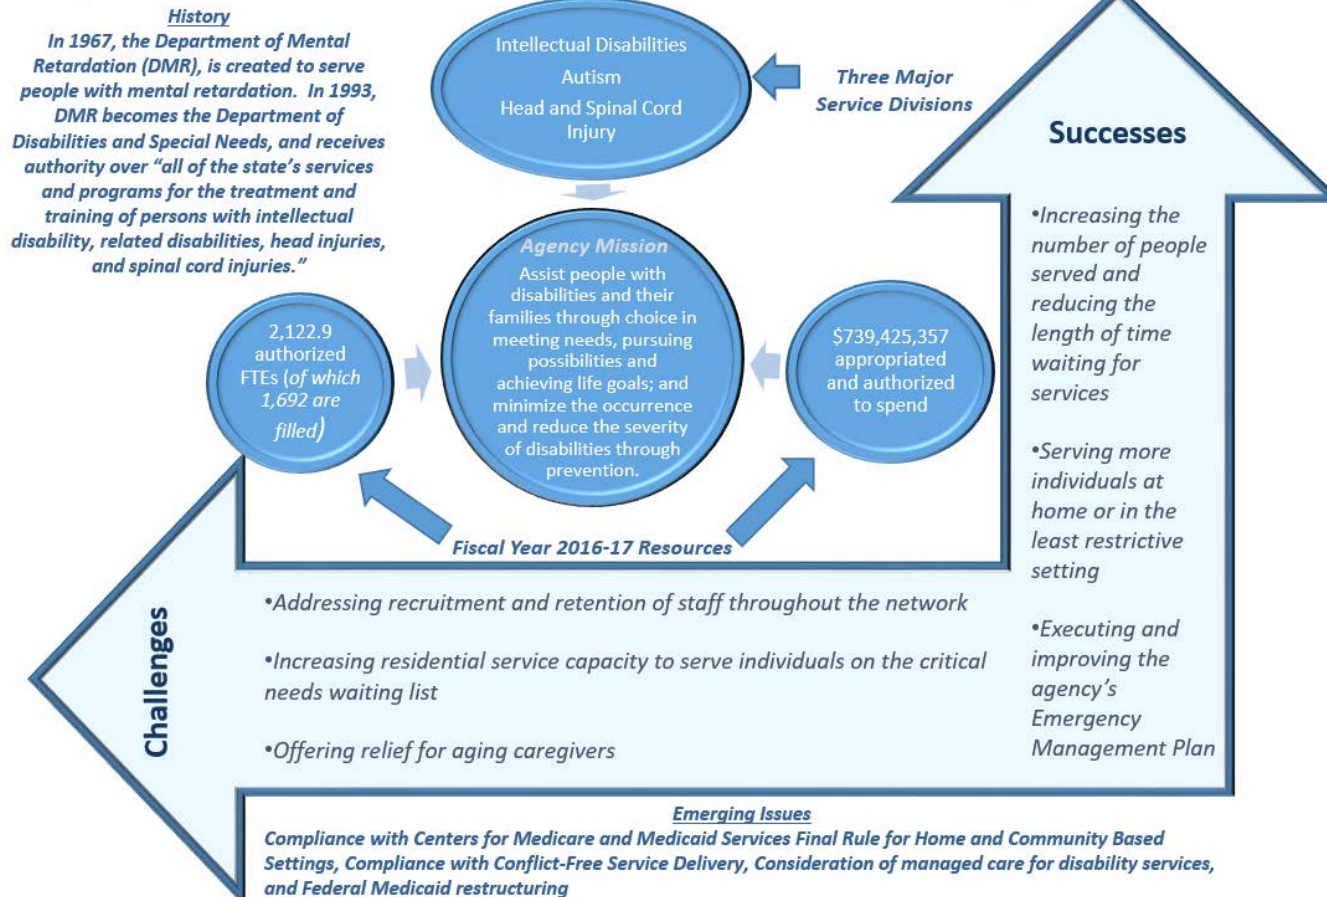 History
In 1967, the Department of Mental
Retardation (DMR), is created to serve
people with mental retardation.  In 1993,
DMR becomes the Department of
Disabilities and Special Needs, and receives
authority over “all of the state’s services
and programs for the treatment and
training of persons with intellectual
disability, related disabilities, head injuries,
and spinal cord injuries.”
Intellectual Disabilities
Autism
Head and Spinal Cord
Injury
Three Major
Service Divisions
Agency Mission
Assist people with
disabilities and their
families through choice in
meeting needs, pursuing
possibilities and
achieving life goals; and
minimize the occurrence
and reduce the severity
of disabilities through
prevention.
2,122.9
authorized
FTEs (of which
1,692 are
filled)
$739,425,357
appropriated
and authorized
to spend
Fiscal Year 2016-17 Resources
Successes
•Increasing the
number of people
served and
reducing the
length of time
waiting for
services
•Serving more
individuals at
home or in the
least restrictive
setting
•Executing and
improving the
agency’s
Emergency
Management Plan
Challenges
•Addressing recruitment and retention of staff throughout the network
•Increasing residential service capacity to serve individuals on the critical
needs waiting list
•Offering relief for aging caregivers
Emerging Issues
Compliance with Centers for Medicare and Medicaid Services Final Rule for Home and Community Based
Settings, Compliance with Conflict-Free Service Delivery, Consideration of managed care for disability services,
and Federal Medicaid restructuring